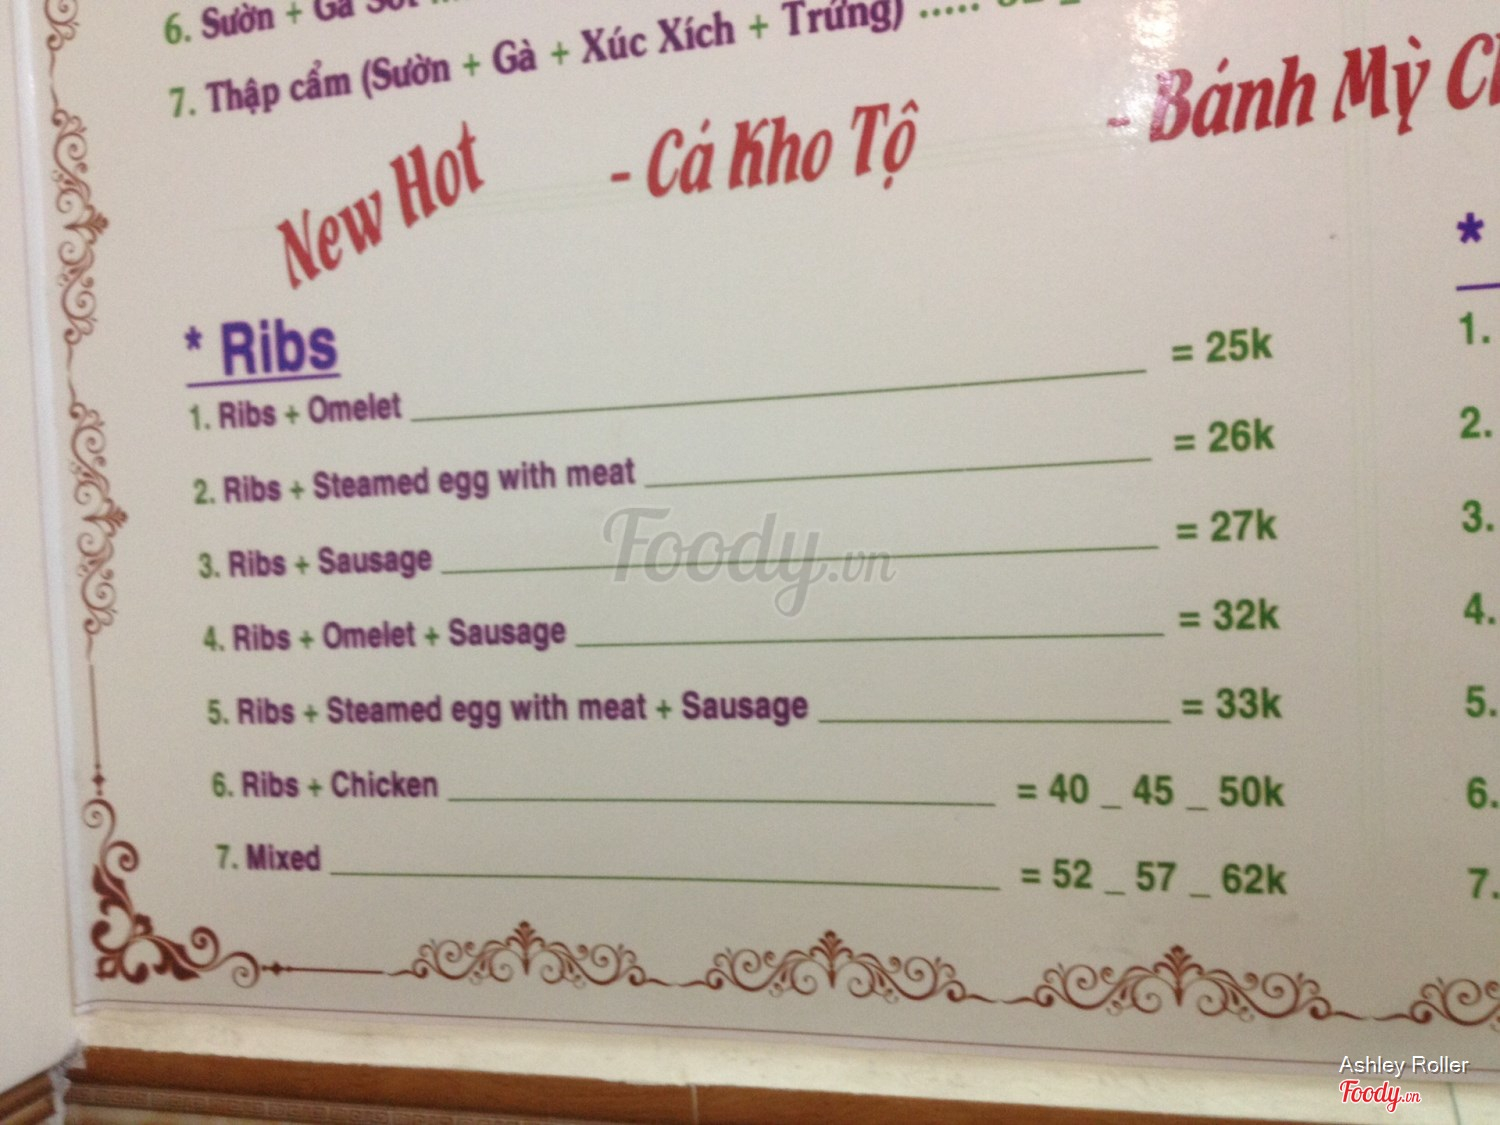 6. Sườn + Gà
7. Thập cẩm (Sườn + Gà + Xúc Xích + Trứng) .....
New Hot
- Cá Kho Tộ
- Bánh Mỳ
* Ribs
1. Ribs + Omelet = 25k
2. Ribs + Steamed egg with meat = 26k
3. Ribs + Sausage = 27k
4. Ribs + Omelet + Sausage = 32k
5. Ribs + Steamed egg with meat + Sausage = 33k
6. Ribs + Chicken = 40 _ 45 _ 50k
7. Mixed = 52 _ 57 _ 62k
*
1.
2.
3.
4.
5.
6.
7.
Foody.vn
Ashley Roller
Foody.vn